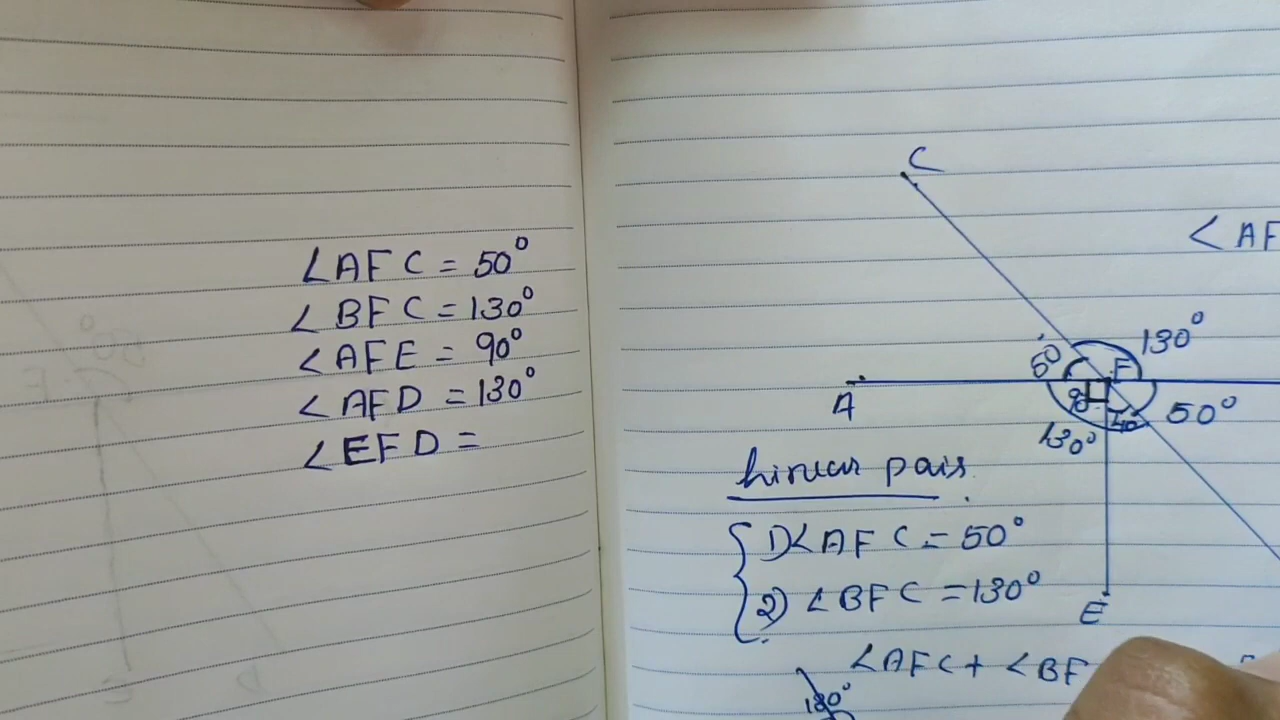 ∠AFC = 50°
∠BFC = 130°
∠AFE = 90°
∠AFD = 130°
∠EFD =
C
∠AF
130°
50°
F
A
90
40
50°
130°
Linear pair
1) ∠AFC = 50°
2) ∠BFC = 130°
E
∠AFC + ∠BF
180°